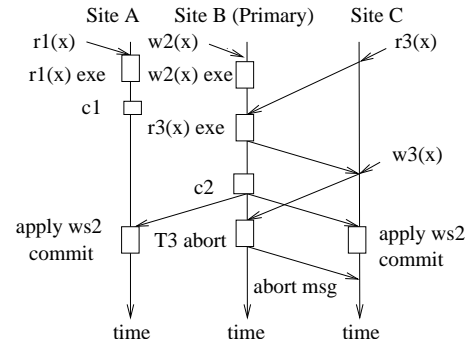 Site A Site B (Primary) Site C
r1(x) w2(x) r3(x)
r1(x) exe w2(x) exe
c1
r3(x) exe
w3(x)
c2
apply ws2 T3 abort apply ws2
commit commit
abort msg
time time time